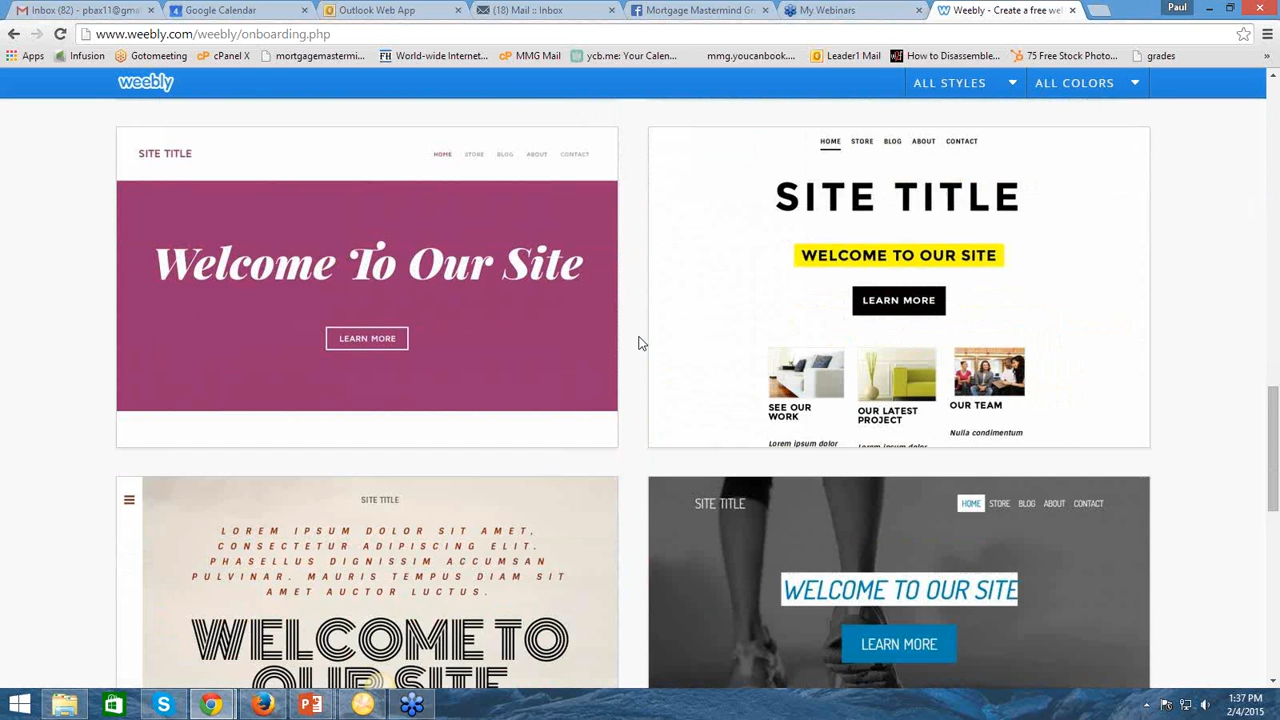 Inbox (82) - pbax11@gma
Google Calendar
Outlook Web App
(18) Mail :: Inbox
Mortgage Mastermind Gr
My Webinars
Weebly - Create a free we
Paul
www.weebly.com/weebly/onboarding.php
Apps
Infusion
Gotomeeting
cPanel X
mortgagemastermi...
World-wide Internet...
MMG Mail
ycb.me: Your Calen...
mmg.youcanbook....
Leader1 Mail
How to Disassemble...
75 Free Stock Photo...
grades
weebly
ALL STYLES
ALL COLORS
SITE TITLE
HOME STORE BLOG ABOUT CONTACT
Welcome To Our Site
LEARN MORE
HOME STORE BLOG ABOUT CONTACT
SITE TITLE
WELCOME TO OUR SITE
LEARN MORE
SEE OUR
WORK
Lorem ipsum dolor
OUR LATEST
PROJECT
Lorem ipsum dolor
OUR TEAM
Nulla condimentum
SITE TITLE
LOREM IPSUM DOLOR SIT AMET,
CONSECTETUR ADIPISCING ELIT.
PHASELLUS DIGNISSIM ACCUMSAN
PULVINAR. MAURIS TEMPUS DIAM SIT
AMET AUCTOR LUCTUS.
WELCOME TO
OUR SITE
SITE TITLE
HOME STORE BLOG ABOUT CONTACT
WELCOME TO OUR SITE
LEARN MORE
1:37 PM
2/4/2015